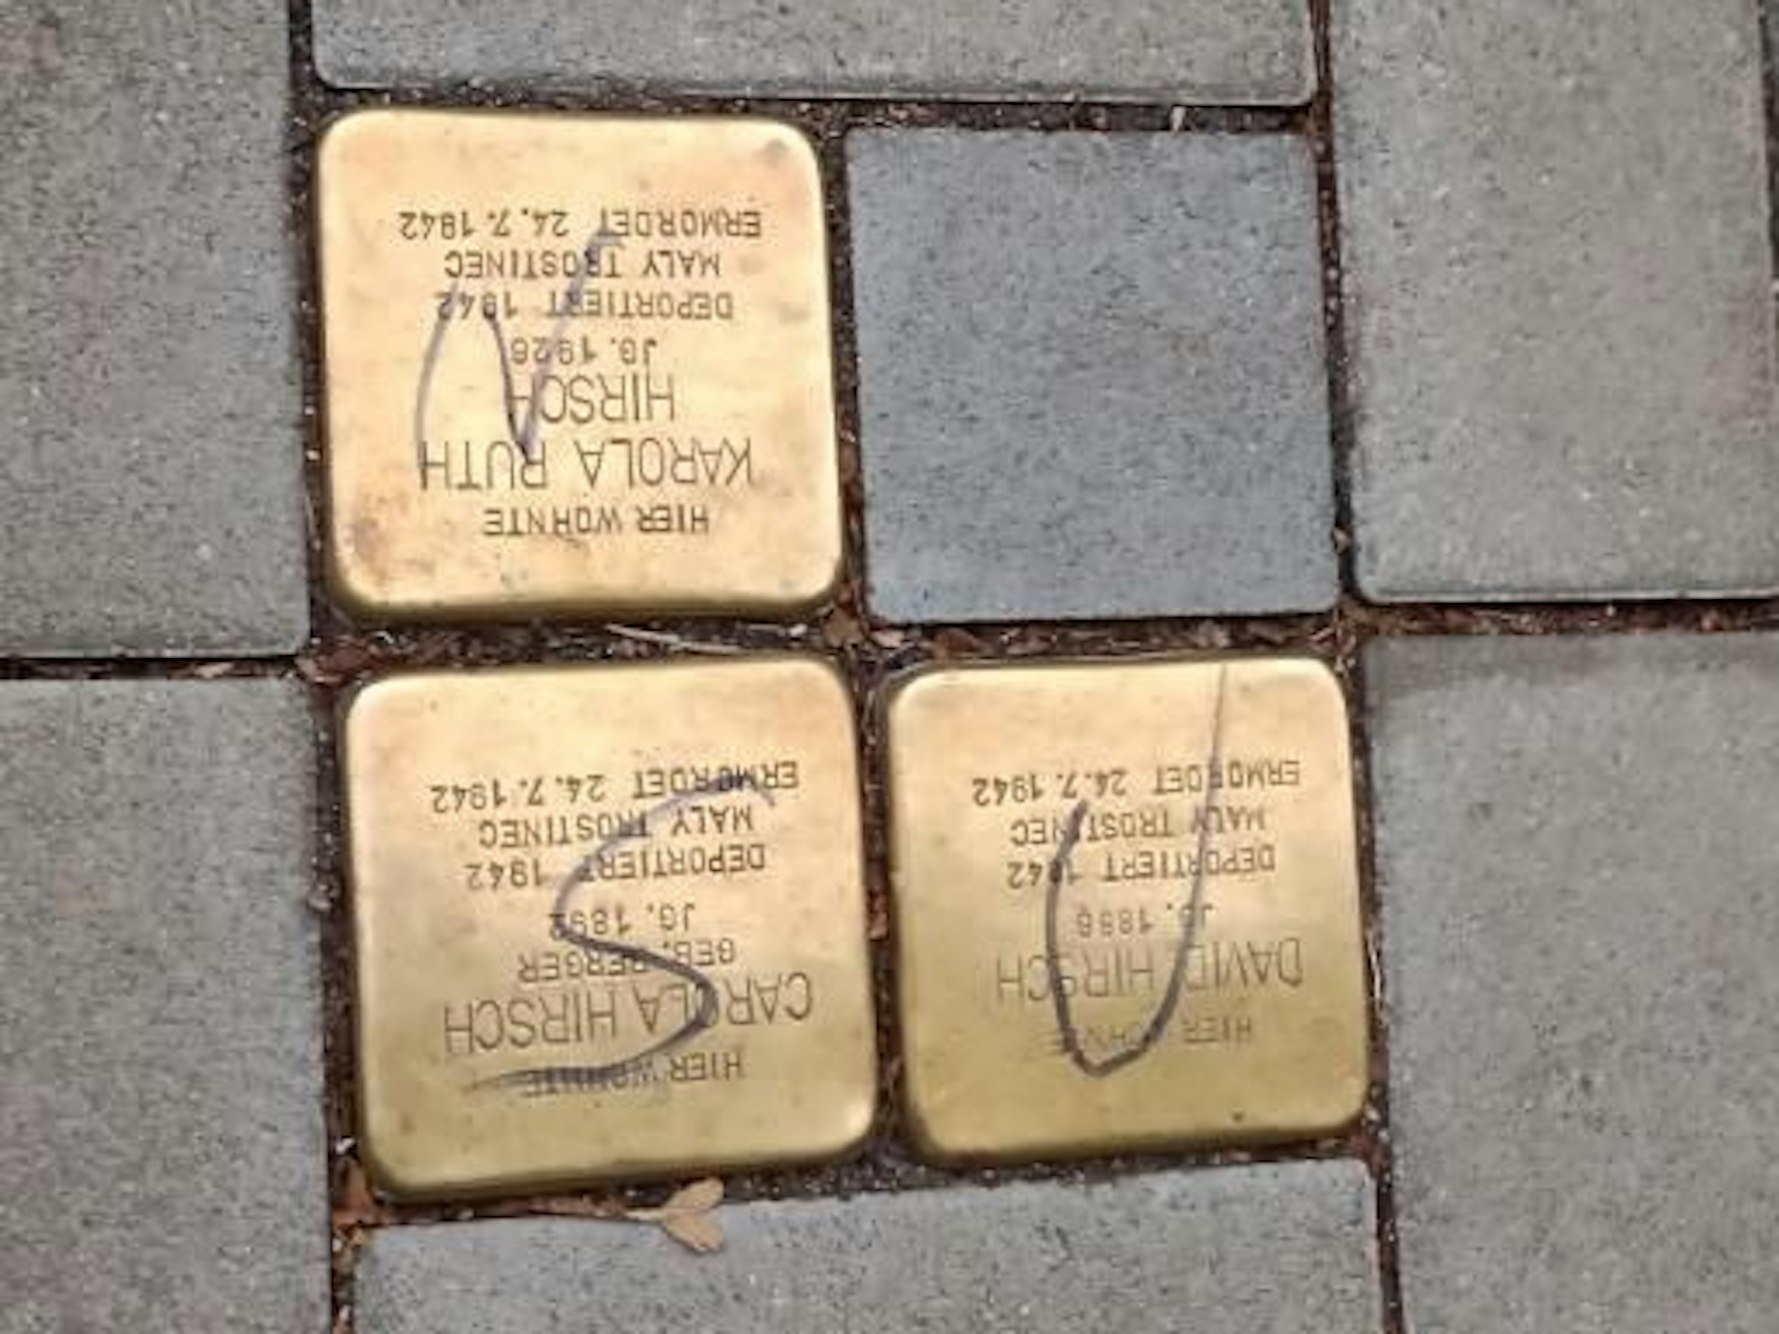 HIER WOHNTE
DAVID HIRSCH
JG. 1886
DEPORTIERT 1942
MALY TROSTINEC
ERMORDET 24.7.1942
U
HIER WOHNTE
CAROLA HIRSCH
GEB. BERGER
JG. 1892
DEPORTIERT 1942
MALY TROSTINEC
ERMORDET 24.7.1942
S
HIER WOHNTE
KAROLA RUTH
HIRSCH
JG. 1926
DEPORTIERT 1942
MALY TROSTINEC
ERMORDET 24.7.1942
N